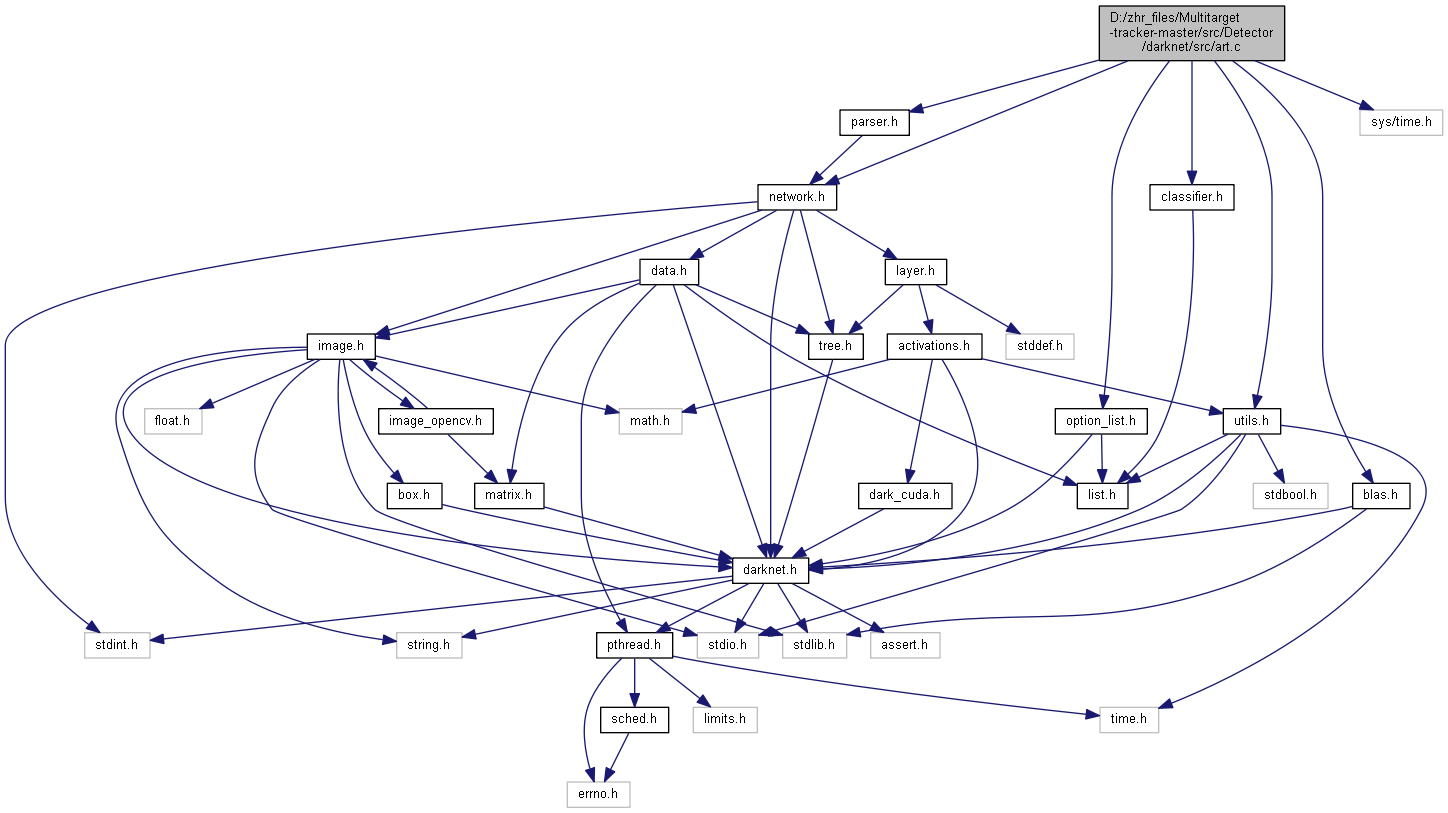 D:/zhr_files/Multitarget
-tracker-master/src/Detector
/darknet/src/art.c
parser.h
sys/time.h
network.h
classifier.h
data.h
layer.h
image.h
tree.h
activations.h
stddef.h
float.h
image_opencv.h
math.h
option_list.h
utils.h
box.h
matrix.h
dark_cuda.h
list.h
stdbool.h
blas.h
darknet.h
stdint.h
string.h
pthread.h
stdio.h
stdlib.h
assert.h
sched.h
limits.h
time.h
errno.h